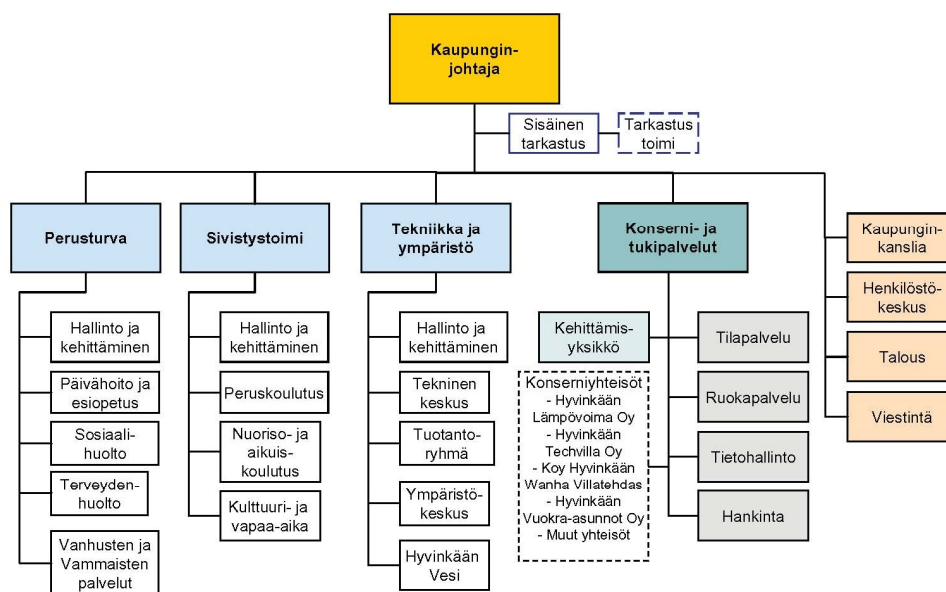 Kaupungin-
johtaja
Sisäinen
tarkastus
Tarkastus
toimi
Perusturva
Sivistystoimi
Tekniikka ja
ympäristö
Konserni- ja
tukipalvelut
Kaupungin-
kanslia
Henkilöstö-
keskus
Talous
Viestintä
Hallinto ja
kehittäminen
Päivähoito ja
esiopetus
Sosiaali-
huolto
Terveyden-
huolto
Vanhusten ja
Vammaisten
palvelut
Hallinto ja
kehittäminen
Peruskoulutus
Nuoriso- ja
aikuis-
koulutus
Kulttuuri- ja
vapaa-aika
Hallinto ja
kehittäminen
Tekninen
keskus
Tuotanto-
ryhmä
Ympäristö-
keskus
Hyvinkään
Vesi
Kehittämis-
yksikkö
Konserniyhteisöt
- Hyvinkään
Lämpövoima Oy
- Hyvinkään
Techvilla Oy
- Koy Hyvinkään
Wanha Villatehdas
- Hyvinkään
Vuokra-asunnot Oy
- Muut yhteisöt
Tilapalvelu
Ruokapalvelu
Tietohallinto
Hankinta